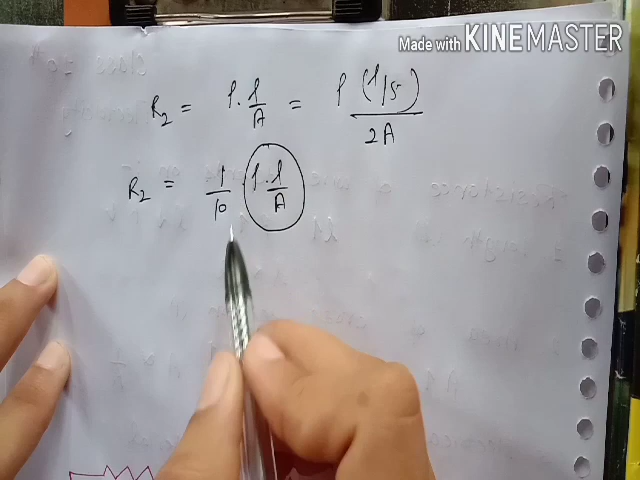 Made with KINEMASTER
R₂ = ρ · l/A = ρ (l/5) / 2A
R₂ = 1/10 ρ · l/A